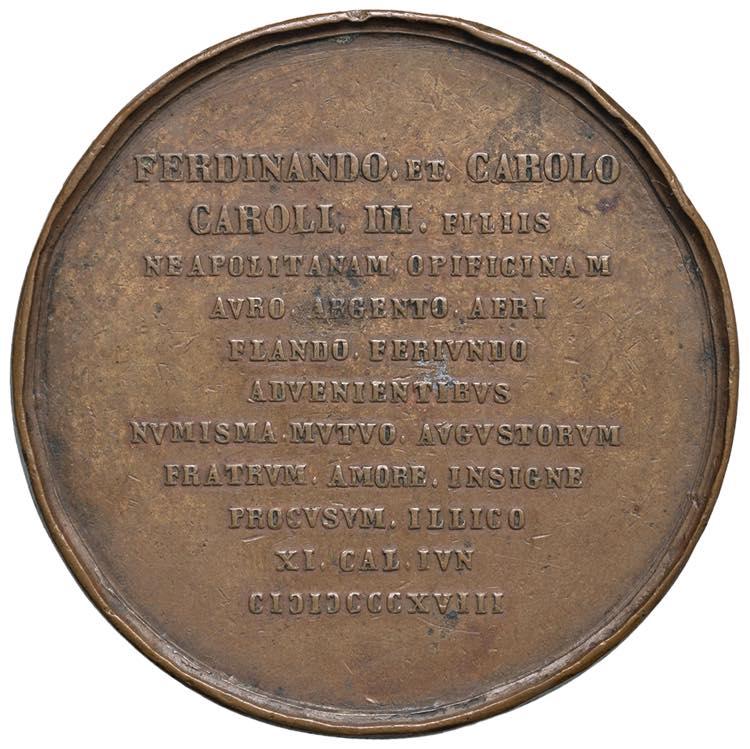 FERDINANDO. ET. CAROLO
CAROLI. III. FILIIS
NEAPOLITANAM. OPIFICINAM
AVRO. ARGENTO. AERI
FLANDO. FERIVNDO
ADVENIENTIBVS
NVMISMA. MVTVO. AVGVSTORVM
FRATRVM. AMORE. INSIGNE
PROCVSVM. ILLICO
XI. CAL. IVN
CIƆIƆCCCXVIIII